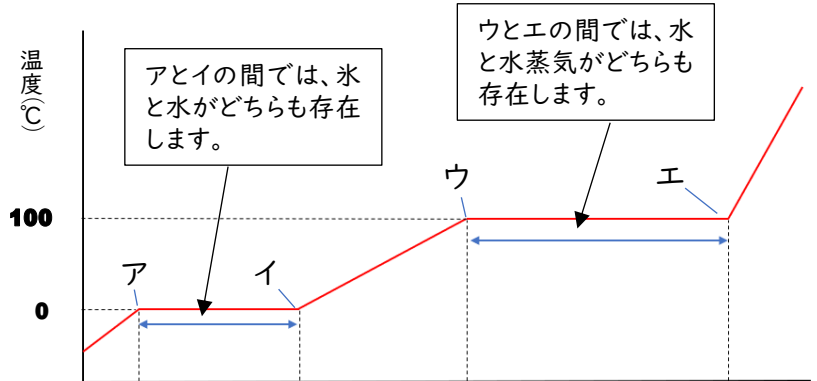 温度(℃)
アとイの間では、氷
と水がどちらも存在
します。
ウとエの間では、水
と水蒸気がどちらも
存在します。
ウ
エ
100
ア
イ
0